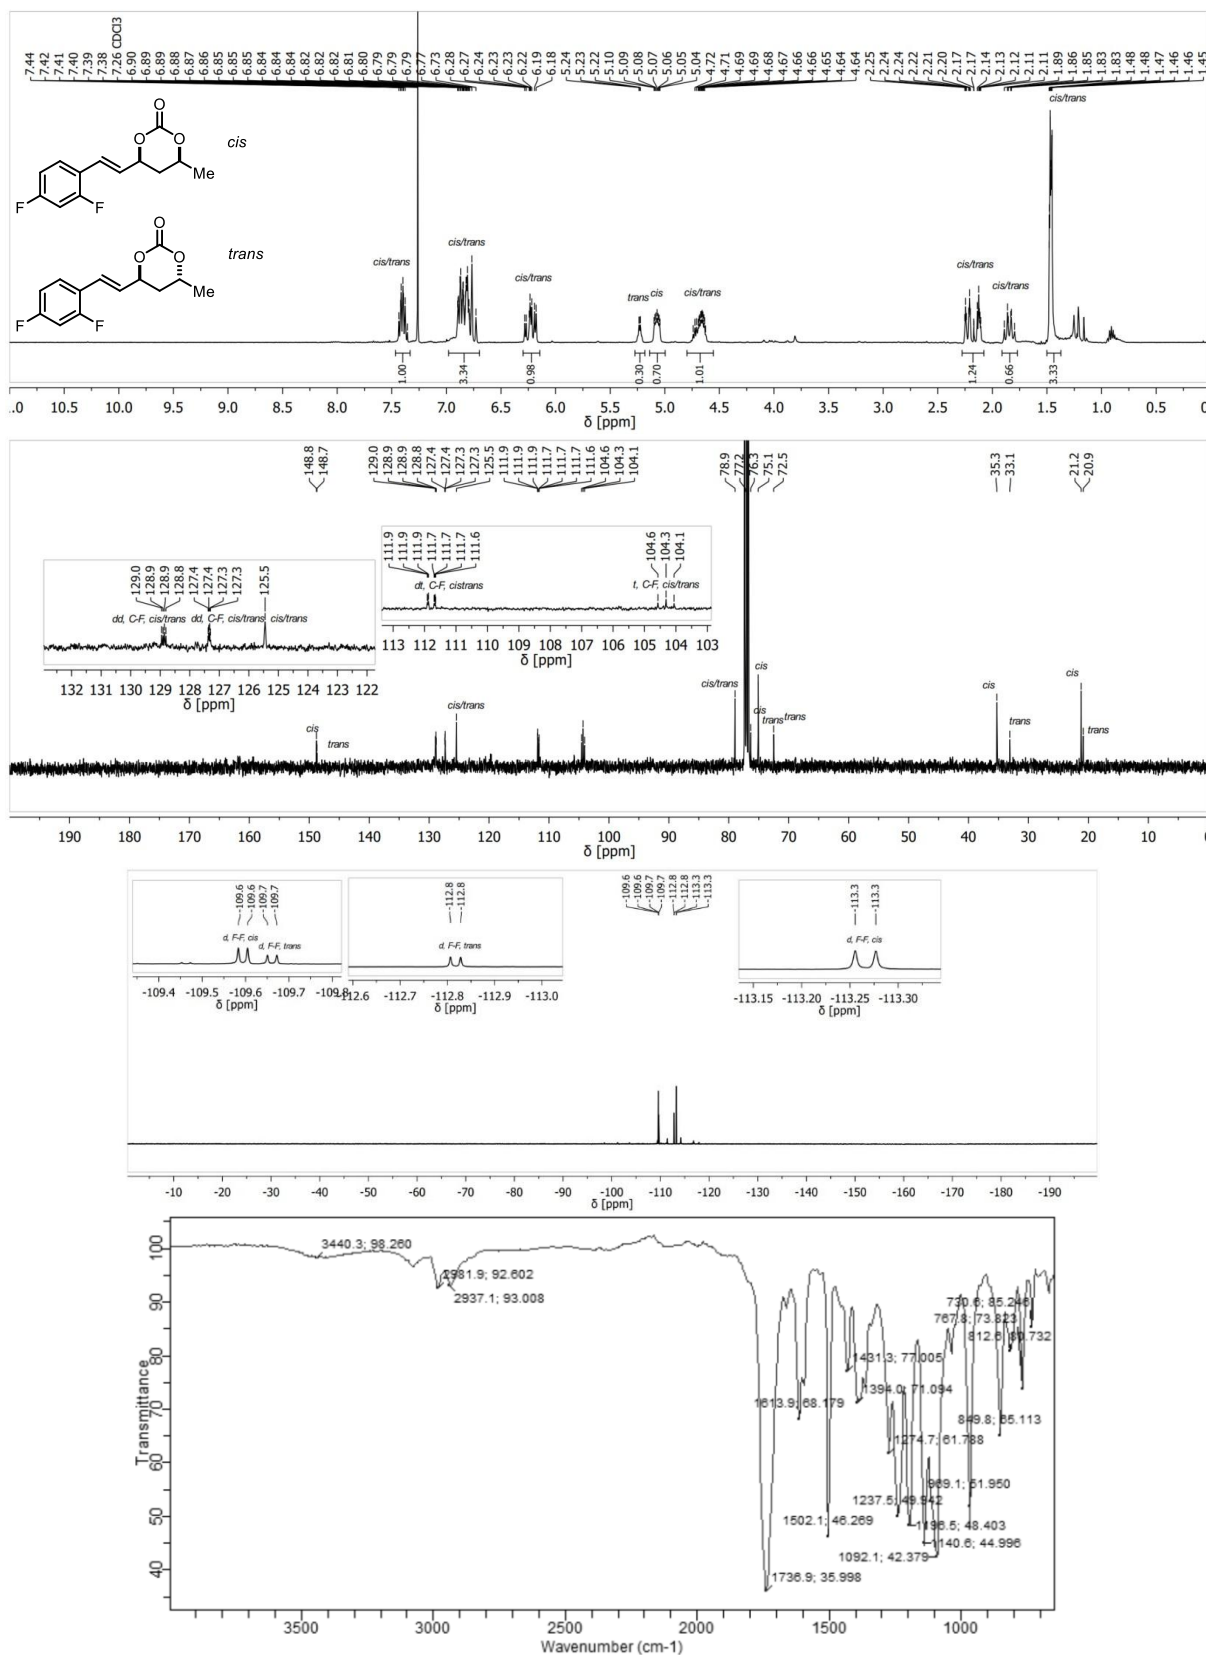 7.44 7.42 7.41 7.40 7.39 7.38 7.26 CDCl3 6.90 6.89 6.89 6.88 6.87 6.86 6.85 6.85 6.85 6.84 6.84 6.84 6.82 6.82 6.82 6.82 6.81 6.80 6.79 6.79 6.79 6.77 6.73 6.28 6.27 6.24 6.23 6.23 6.22 6.19 6.18 5.24 5.23 5.22 5.10 5.09 5.08 5.07 5.06 5.05 5.04 4.72 4.71 4.69 4.69 4.68 4.67 4.66 4.66 4.65 4.64 4.64 2.25 2.24 2.24 2.22 2.21 2.20 2.17 2.17 2.14 2.13 2.12 2.11 2.11 1.89 1.86 1.85 1.83 1.83 1.48 1.48 1.47 1.46 1.46 1.45
cis/trans
O
O O
cis
Me
F F
O
O O
trans
Me
F F
cis/trans cis/trans cis/trans trans cis cis/trans cis/trans cis/trans
1.00 3.34 0.98 0.30 0.70 1.01 1.24 0.66 3.33
.0 10.5 10.0 9.5 9.0 8.5 8.0 7.5 7.0 6.5 6.0 5.5 5.0 4.5 4.0 3.5 3.0 2.5 2.0 1.5 1.0 0.5 0
δ [ppm]
148.8 148.7 129.0 128.9 128.9 128.8 127.4 127.4 127.3 127.3 125.5 111.9 111.9 111.9 111.7 111.7 111.7 111.6 104.6 104.3 104.1 78.9 77.2 76.3 75.1 72.5 35.3 33.1 21.2 20.9
111.9 111.9 111.9 111.7 111.7 111.7 111.6 104.6 104.3 104.1
dt, C-F, cistrans t, C-F, cis/trans
113 112 111 110 109 108 107 106 105 104 103
δ [ppm]
129.0 128.9 128.9 128.8 127.4 127.4 127.3 127.3 125.5
dd, C-F, cis/trans dd, C-F, cis/trans cis/trans
132 131 130 129 128 127 126 125 124 123 122
δ [ppm]
cis trans cis/trans cis/trans cis cis trans trans cis trans cis trans
190 180 170 160 150 140 130 120 110 100 90 80 70 60 50 40 30 20 10 0
δ [ppm]
-109.6 -109.6 -109.7 -109.7
d, F-F, cis d, F-F, trans
-109.4 -109.5 -109.6 -109.7 -109.8
δ [ppm]
-112.8 -112.8
d, F-F, trans
-112.6 -112.7 -112.8 -112.9 -113.0
δ [ppm]
-109.6 -109.6 -109.7 -109.7 -112.8 -112.8 -113.3 -113.3
-113.3 -113.3
d, F-F, cis
-113.15 -113.20 -113.25 -113.30
δ [ppm]
-10 -20 -30 -40 -50 -60 -70 -80 -90 -100 -110 -120 -130 -140 -150 -160 -170 -180 -190
δ [ppm]
Transmittance
100 90 80 70 60 50 40
3440.3; 98.260
2981.9; 92.602
2937.1; 93.008
730.6; 85.246
767.8; 73.823
812.6; 80.732
1431.3; 77.005
1394.0; 71.094
1613.9; 68.179
849.8; 65.113
1274.7; 61.788
969.1; 51.950
1237.5; 49.942
1502.1; 46.269
1196.5; 48.403
1140.6; 44.996
1092.1; 42.379
1736.9; 35.998
3500 3000 2500 2000 1500 1000
Wavenumber (cm-1)